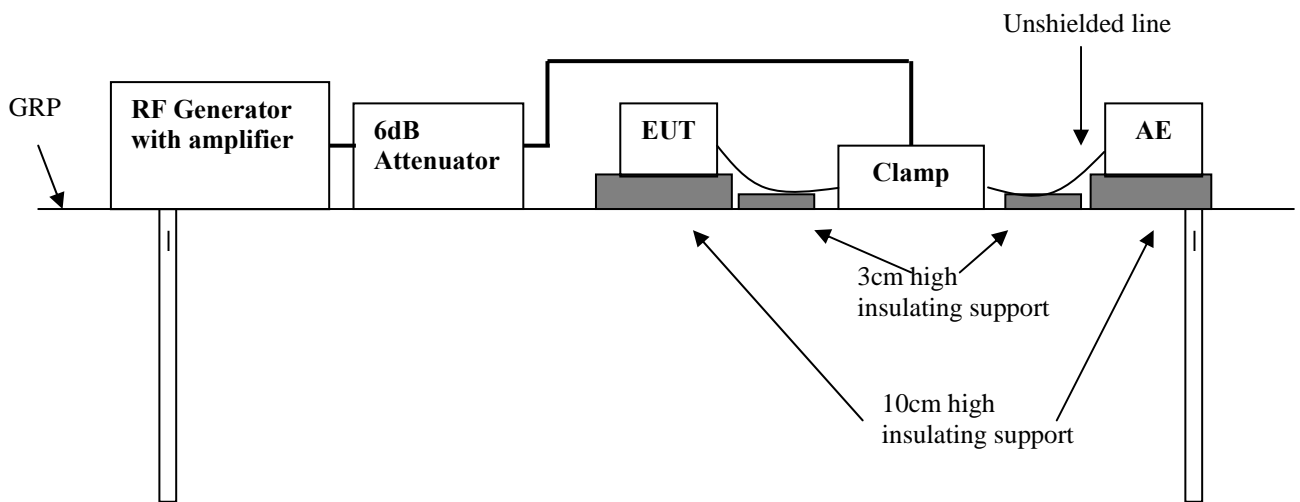 Unshielded line
GRP
RF Generator
with amplifier
6dB
Attenuator
EUT
Clamp
AE
3cm high
insulating support
10cm high
insulating support